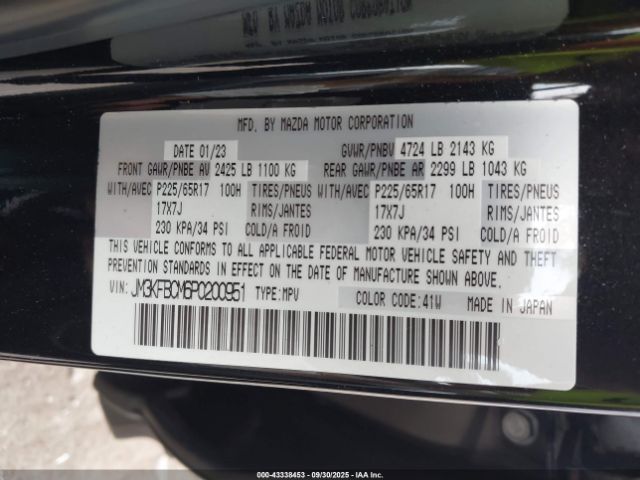 MFD. BY MAZDA MOTOR CORPORATION
DATE 01/23 GVWR/PNBV 4724 LB 2143 KG
FRONT GAWR/PNBE AV 2425 LB 1100 KG REAR GAWR/PNBE AR 2299 LB 1043 KG
WITH/AVEC P225/65R17 100H TIRES/PNEUS WITH/AVEC P225/65R17 100H TIRES/PNEUS
17X7J RIMS/JANTES 17X7J RIMS/JANTES
230 KPA/34 PSI COLD/A FROID 230 KPA/34 PSI COLD/A FROID
THIS VEHICLE CONFORMS TO ALL APPLICABLE FEDERAL MOTOR VEHICLE SAFETY AND THEFT
PREVENTION STANDARDS IN EFFECT ON THE DATE OF MANUFACTURE SHOWN ABOVE.
VIN: JM3KFBCM6P0200951 TYPE:MPV COLOR CODE:41W MADE IN JAPAN
000-43338453 - 09/30/2025 - IAA Inc.